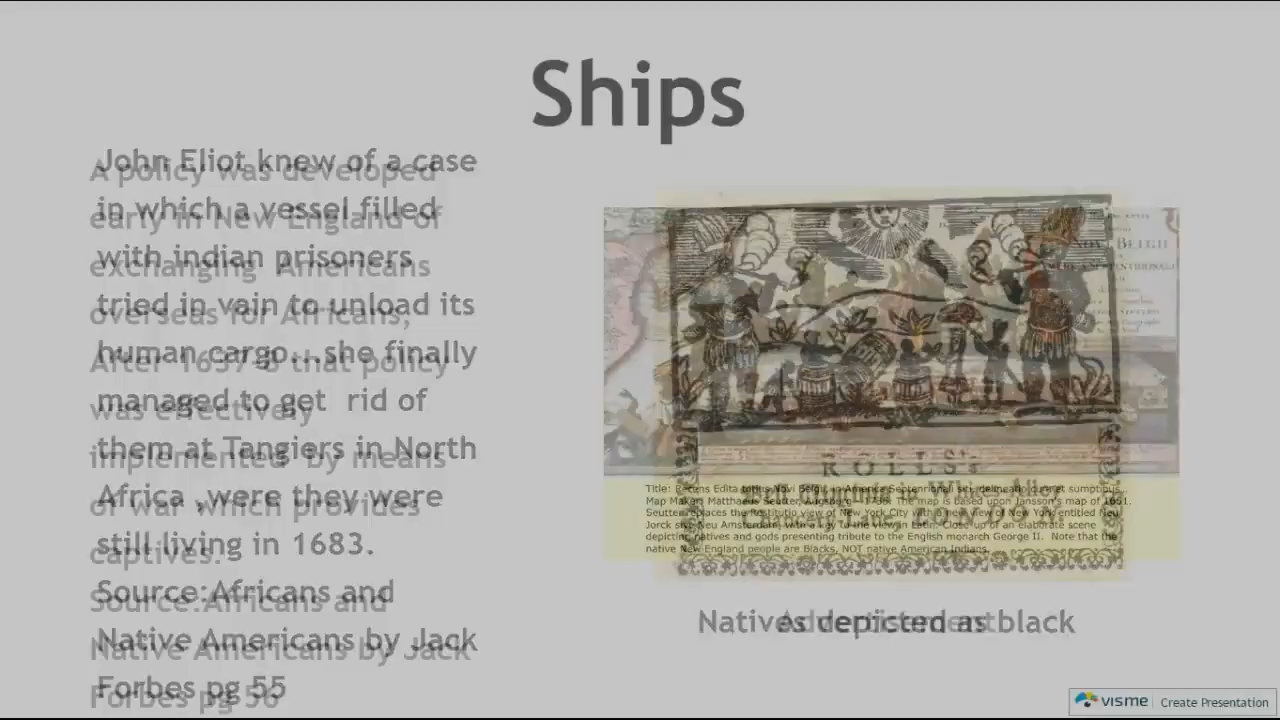 Ships
John Eliot knew of a case
in which a vessel filled
with indian prisoners
tried in vain to unload its
human cargo...she finally
managed to get rid of
them at Tangiers in North
Africa ,were they were
still living in 1683.
Source:Africans and
Native Americans by Jack
Forbes pg 55
A policy was developed
early in New England of
exchanging Americans
overseas for Africans,
After 1637-8 that policy
was effectively
implemented by means
of war which provides
captives.
Source:Africans and
Native Americans by Jack
Forbes pg 56
NOVI BELGII
ROLLS's
Title: Recens Edita totius Novi Belgii, in America Septentrionali
Map Maker: Matthaeus Seutter, Augsburg The map is based upon Jansson's map of 1651.
Seutter replaces the Restitutio view of New York City with a new view of New York entitled Neu
Jorck sive Neu Amsterdam, with a key to the view in Latin. Close up of an elaborate scene
depicting natives and gods presenting tribute to the English monarch George II. Note that the
native New England people are Blacks, NOT native American Indians.
Natives depicted as black
Advertisement
visme Create Presentation